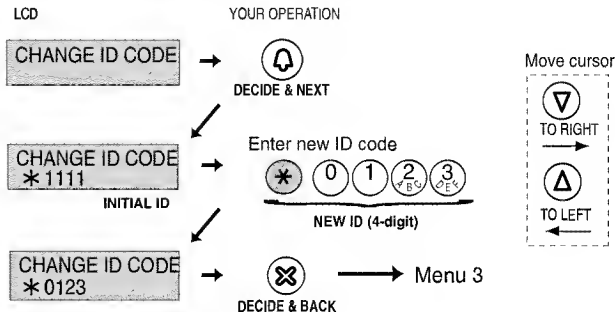 LCD
YOUR OPERATION
CHANGE ID CODE
DECIDE & NEXT
CHANGE ID CODE
*1111
INITIAL ID
Enter new ID code
* 0 1 2 ABC 3 DEF
NEW ID (4-digit)
CHANGE ID CODE
*0123
DECIDE & BACK
Menu 3
Move cursor
TO RIGHT
TO LEFT